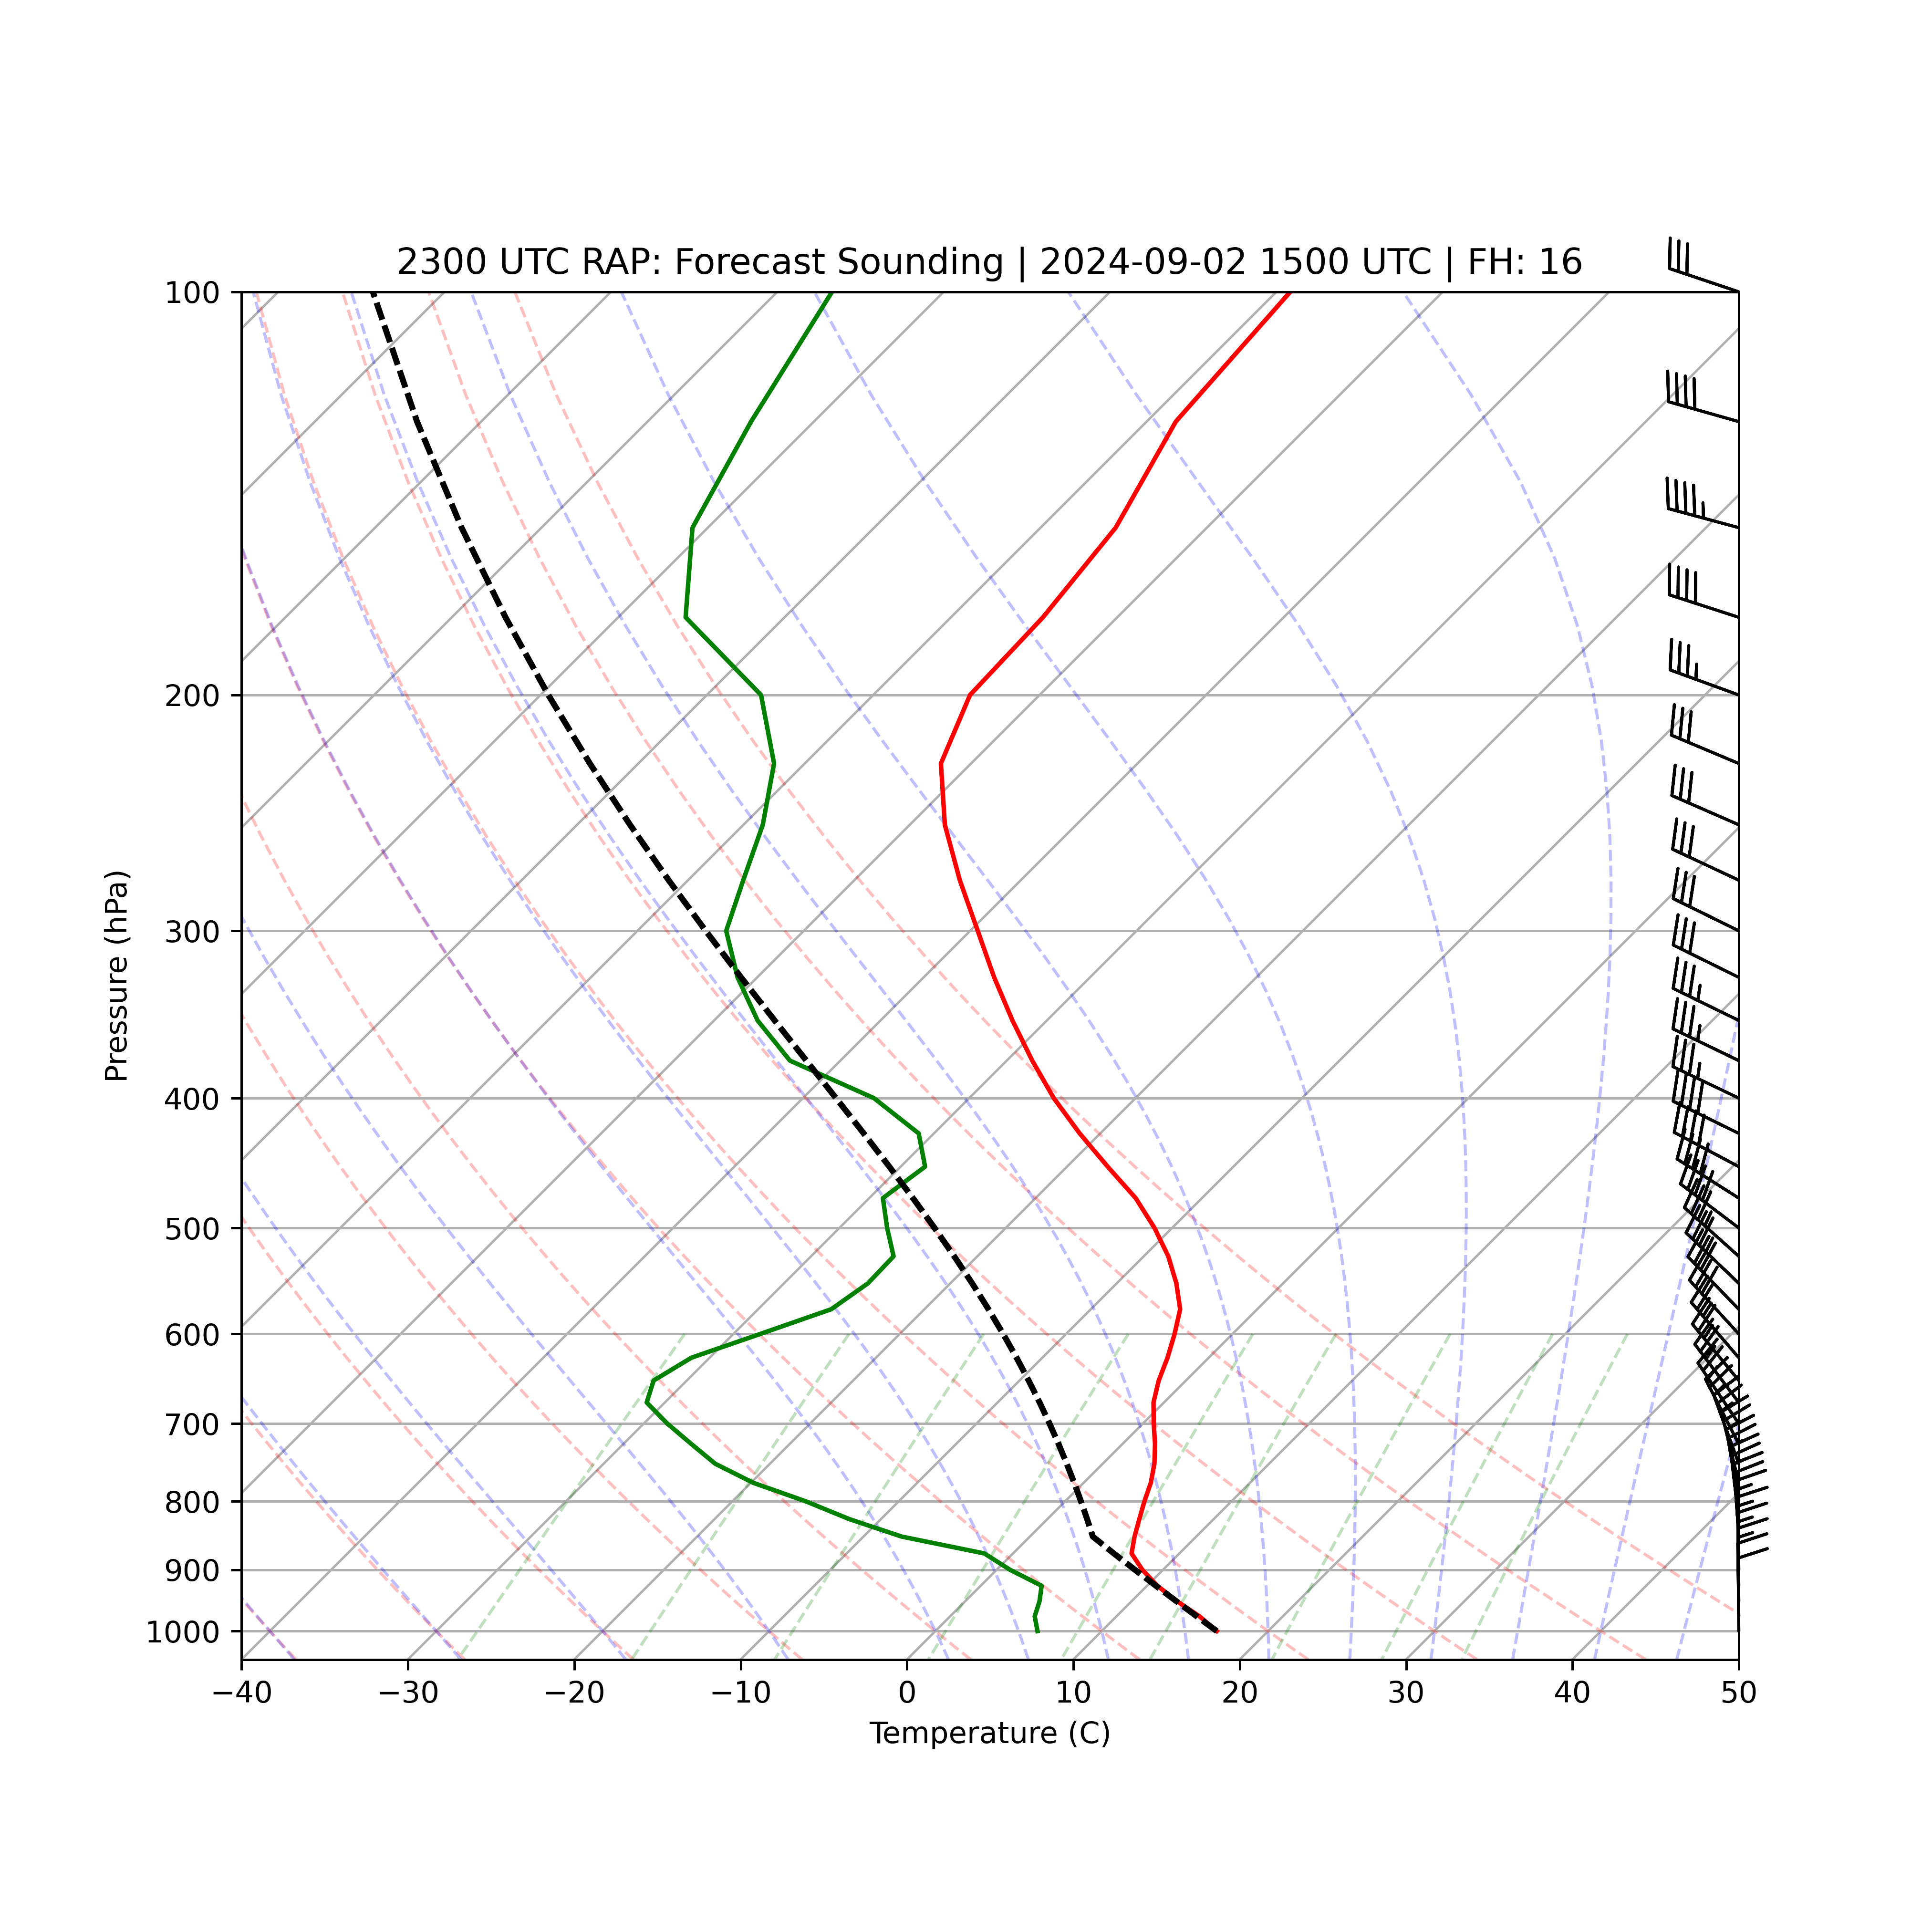 2300 UTC RAP: Forecast Sounding | 2024-09-02 1500 UTC | FH: 16
100
200
300
400
500
600
700
800
900
1000
Pressure (hPa)
−40 −30 −20 −10 0 10 20 30 40 50
Temperature (C)